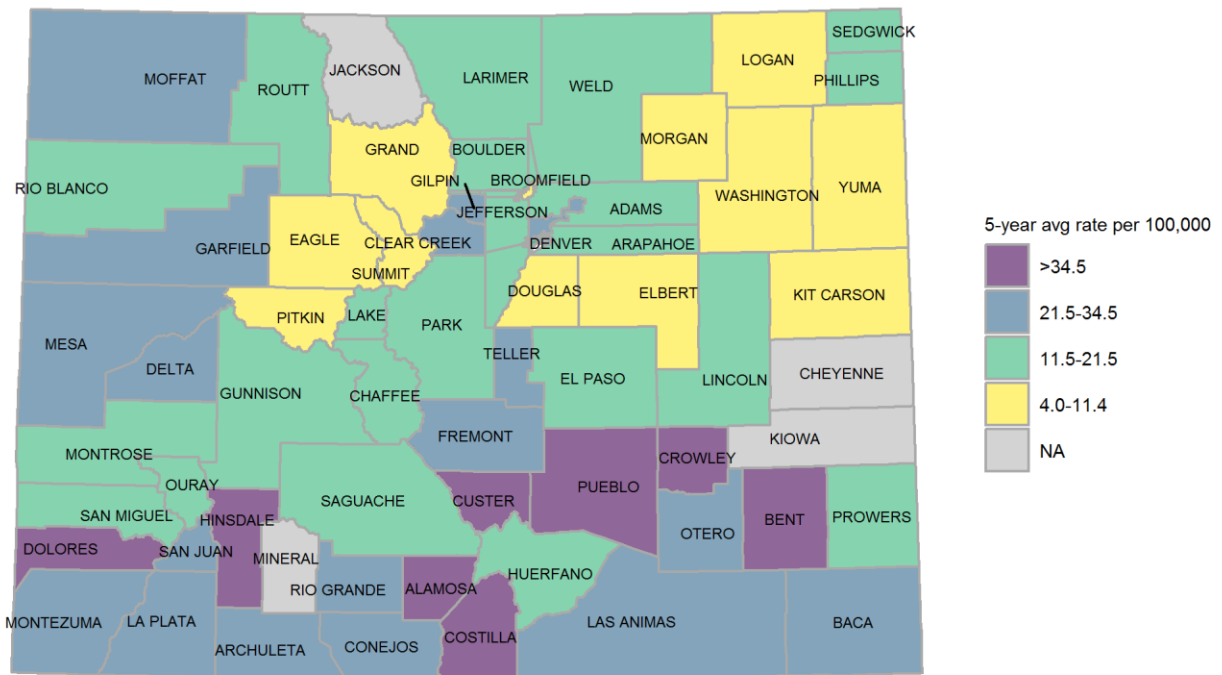 SEDGWICK
LOGAN
JACKSON
MOFFAT
LARIMER
PHILLIPS
WELD
ROUTT
MORGAN
GRAND
BOULDER
GILPIN
BROOMFIELD
RIO BLANCO
YUMA
WASHINGTON
JEFFERSON
ADAMS
EAGLE
CLEAR CREEK
DENVER
ARAPAHOE
GARFIELD
SUMMIT
DOUGLAS
ELBERT
KIT CARSON
PITKIN
LAKE
PARK
MESA
TELLER
DELTA
CHEYENNE
EL PASO
LINCOLN
GUNNISON
CHAFFEE
FREMONT
KIOWA
MONTROSE
CROWLEY
OURAY
PUEBLO
SAGUACHE
CUSTER
SAN MIGUEL
HINSDALE
BENT
PROWERS
OTERO
DOLORES
SAN JUAN
MINERAL
HUERFANO
RIO GRANDE
ALAMOSA
MONTEZUMA
LA PLATA
LAS ANIMAS
BACA
COSTILLA
CONEJOS
ARCHULETA
5-year avg rate per 100,000
>34.5
21.5-34.5
11.5-21.5
4.0-11.4
NA